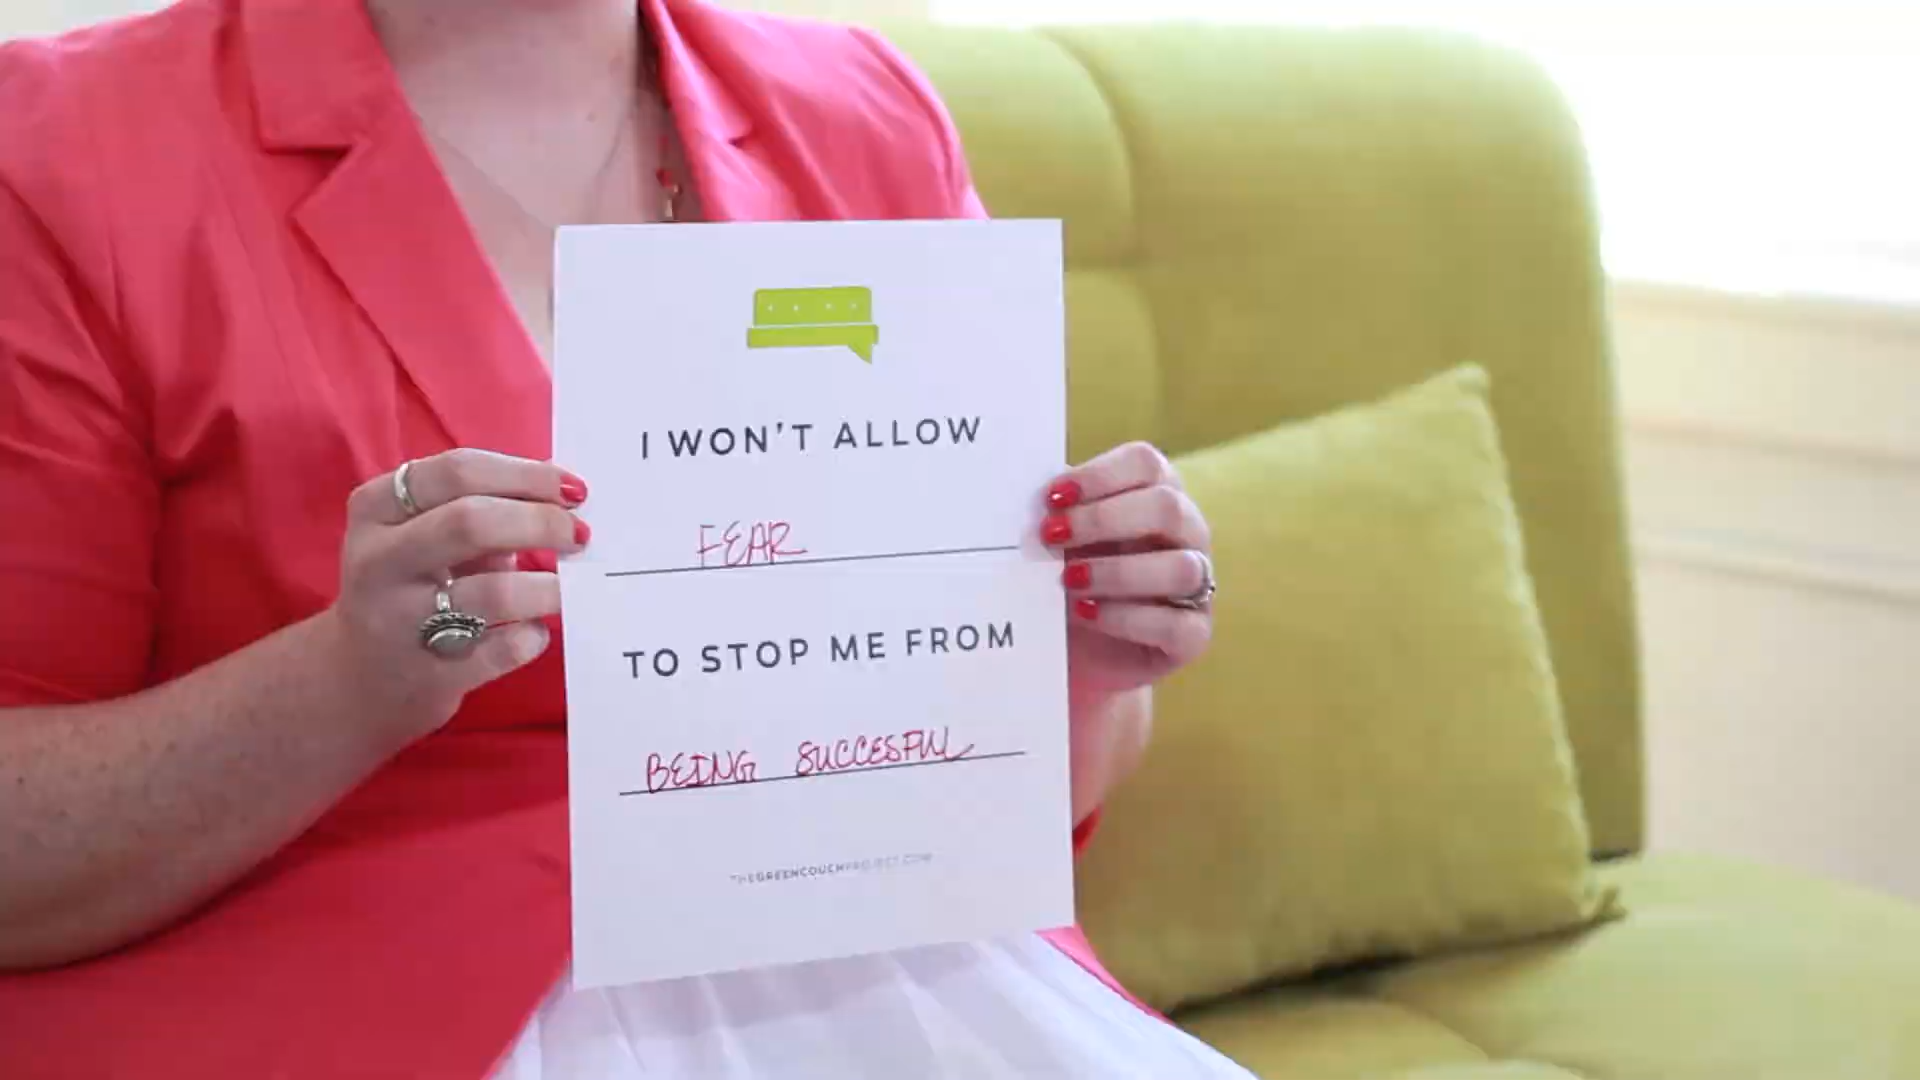 I WON'T ALLOW
FEAR
TO STOP ME FROM
BEING SUCCESFUL
THEGREENCOUCHPROJECT.COM